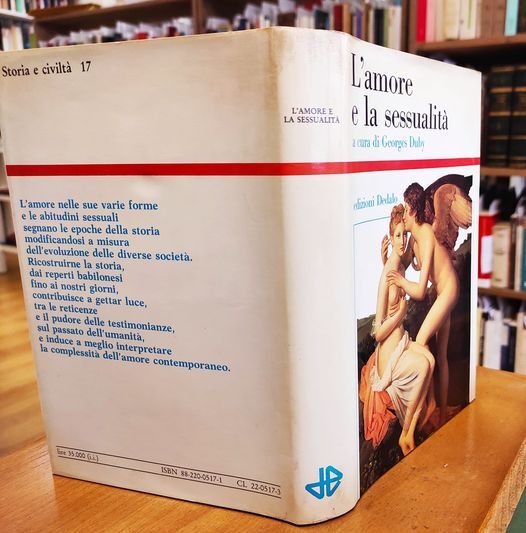 Storia e civiltà 17
L'amore nelle sue varie forme
e le abitudini sessuali
segnano le epoche della storia
modificandosi a misura
dell'evoluzione delle diverse società.
Ricostruirne la storia,
dai reperti babilonesi
fino ai nostri giorni,
contribuisce a gettar luce,
tra le reticenze
e il pudore delle testimonianze,
sul passato dell'umanità,
e induce a meglio interpretare
la complessità dell'amore contemporaneo.
lire 35.000 (i.i.)
ISBN 88-220-0517-1 CL 22-0517-3
L'AMORE E
LA SESSUALITÀ
de
L'amore
e la sessualità
a cura di Georges Duby
edizioni Dedalo